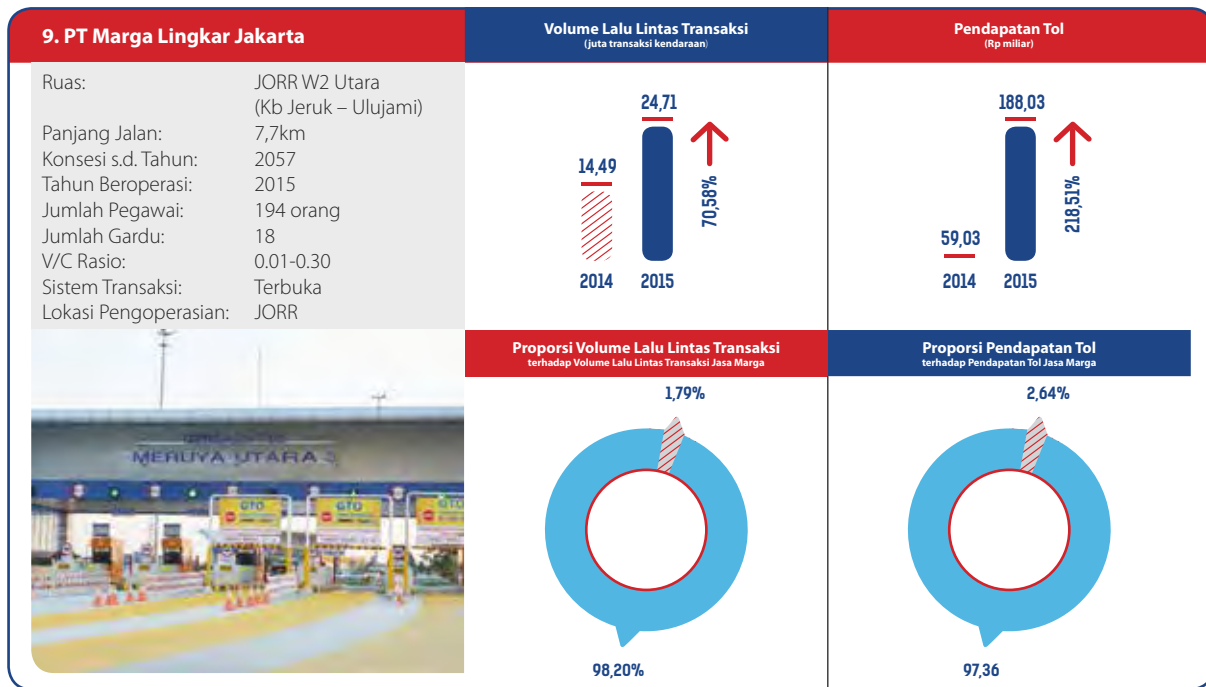 9. PT Marga Lingkar Jakarta
Ruas: JORR W2 Utara
(Kb Jeruk – Ulujami)
Panjang Jalan: 7,7km
Konsesi s.d. Tahun: 2057
Tahun Beroperasi: 2015
Jumlah Pegawai: 194 orang
Jumlah Gardu: 18
V/C Rasio: 0.01-0.30
Sistem Transaksi: Terbuka
Lokasi Pengoperasian: JORR
Volume Lalu Lintas Transaksi
(juta transaksi kendaraan)
14,49
24,71
70,58%
2014 2015
Pendapatan Tol
(Rp miliar)
59,03
188,03
218,51%
2014 2015
MERUYA UTARA
GTO
GTO
GTO
Proporsi Volume Lalu Lintas Transaksi
terhadap Volume Lalu Lintas Transaksi Jasa Marga
1,79%
98,20%
Proporsi Pendapatan Tol
terhadap Pendapatan Tol Jasa Marga
2,64%
97,36